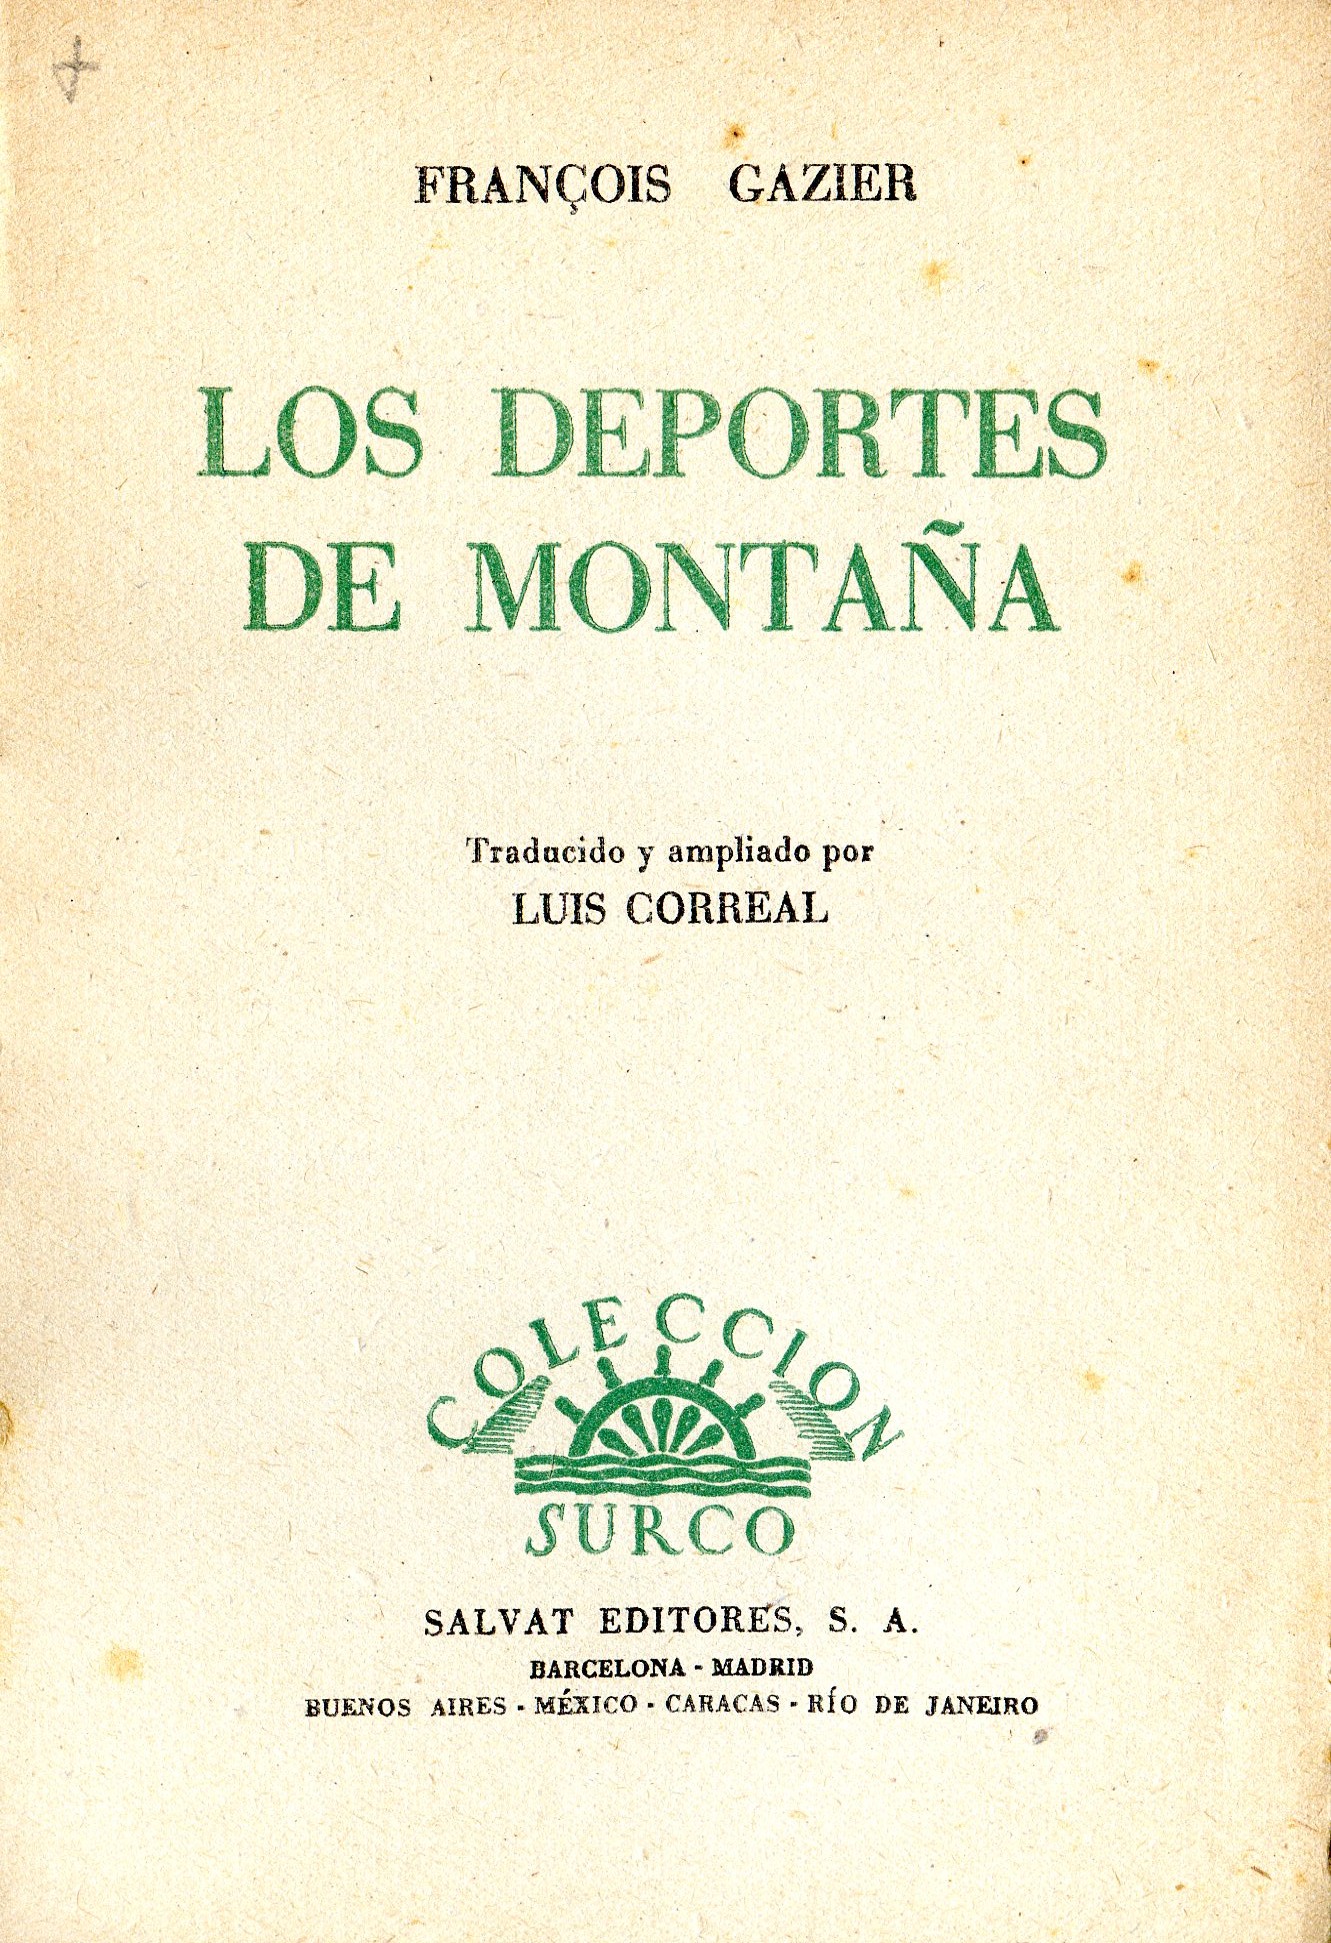 FRANÇOIS GAZIER
LOS DEPORTES
DE MONTAÑA
Traducido y ampliado por
LUIS CORREAL
COLECCION
SURCO
SALVAT EDITORES, S. A.
BARCELONA - MADRID
BUENOS AIRES - MÉXICO - CARACAS - RÍO DE JANEIRO